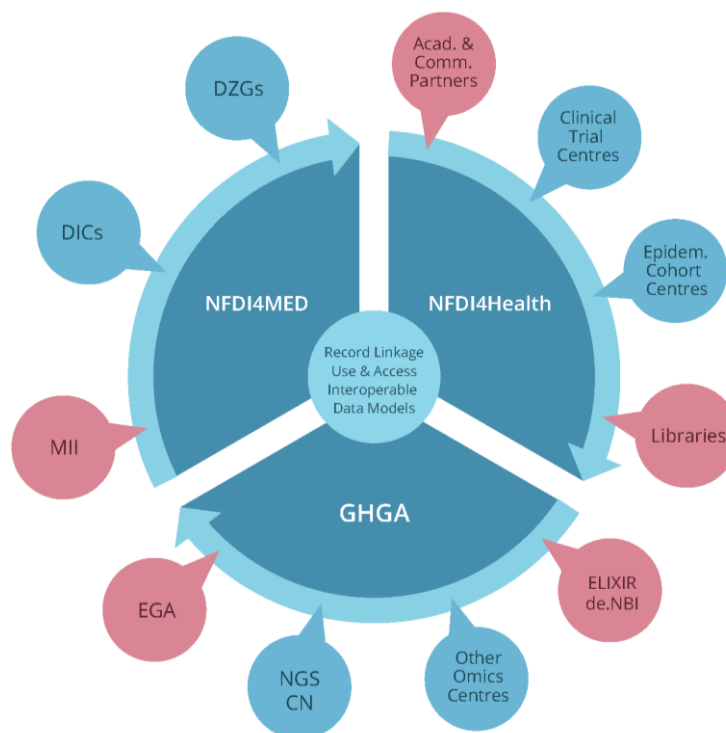 DZGs
Acad. &
Comm.
Partners
Clinical
Trial
Centres
DICs
Epidem.
Cohort
Centres
NFDI4MED
NFDI4Health
Record Linkage
Use & Access
Interoperable
Data Models
MII
Libraries
GHGA
EGA
ELIXIR
de.NBI
NGS
CN
Other
Omics
Centres